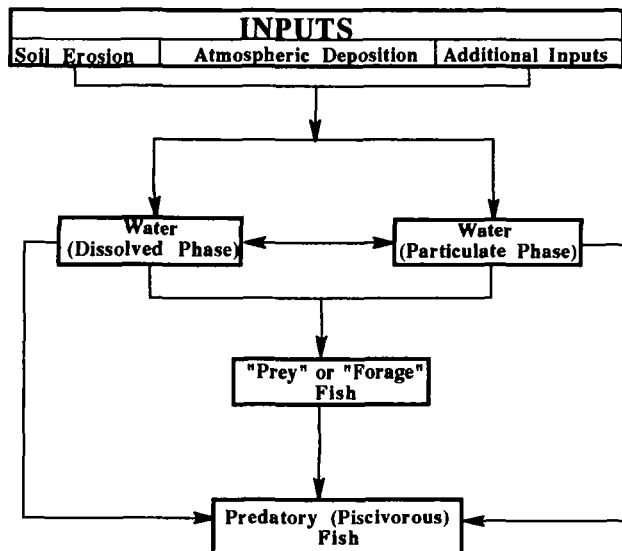 INPUTS
Soil Erosion Atmospheric Deposition Additional Inputs
Water
(Dissolved Phase)
Water
(Particulate Phase)
"Prey" or "Forage"
Fish
Predatory (Piscivorous)
Fish